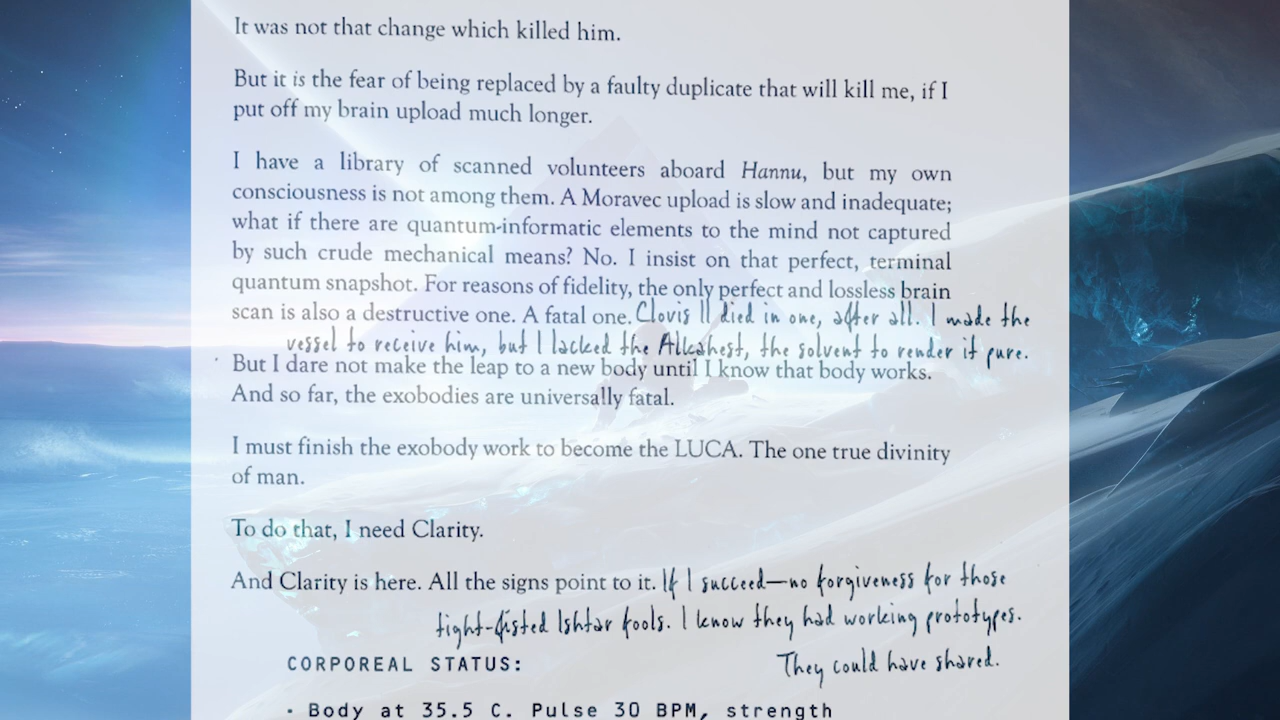 It was not that change which killed him.
But it is the fear of being replaced by a faulty duplicate that will kill me, if I
put off my brain upload much longer.
I have a library of scanned volunteers aboard Hannu, but my own
consciousness is not among them. A Moravec upload is slow and inadequate;
what if there are quantum-informatic elements to the mind not captured
by such crude mechanical means? No. I insist on that perfect, terminal
quantum snapshot. For reasons of fidelity, the only perfect and lossless brain
scan is also a destructive one. A fatal one. Clovis II died in one, after all. I made the
vessel to receive him, but I lacked the Alkahest, the solvent to render it pure.
But I dare not make the leap to a new body until I know that body works.
And so far, the exobodies are universally fatal.
I must finish the exobody work to become the LUCA. The one true divinity
of man.
To do that, I need Clarity.
And Clarity is here. All the signs point to it. If I succeed—no forgiveness for those
tight-fisted Ishtar fools. I know they had working prototypes.
They could have shared.
CORPOREAL STATUS:
· Body at 35.5 C. Pulse 30 BPM, strength